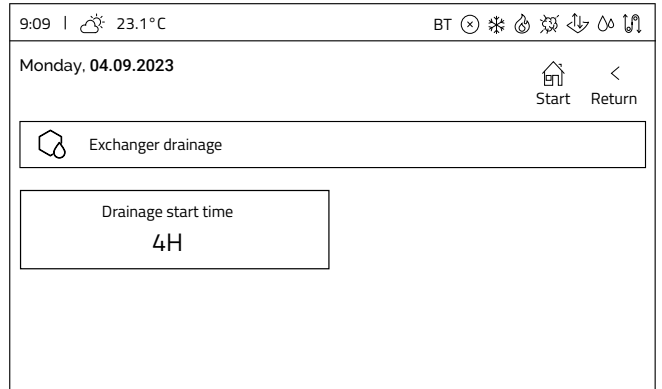 9:09 | 23.1°C BT
Monday, 04.09.2023
Start Return
Exchanger drainage
Drainage start time
4H